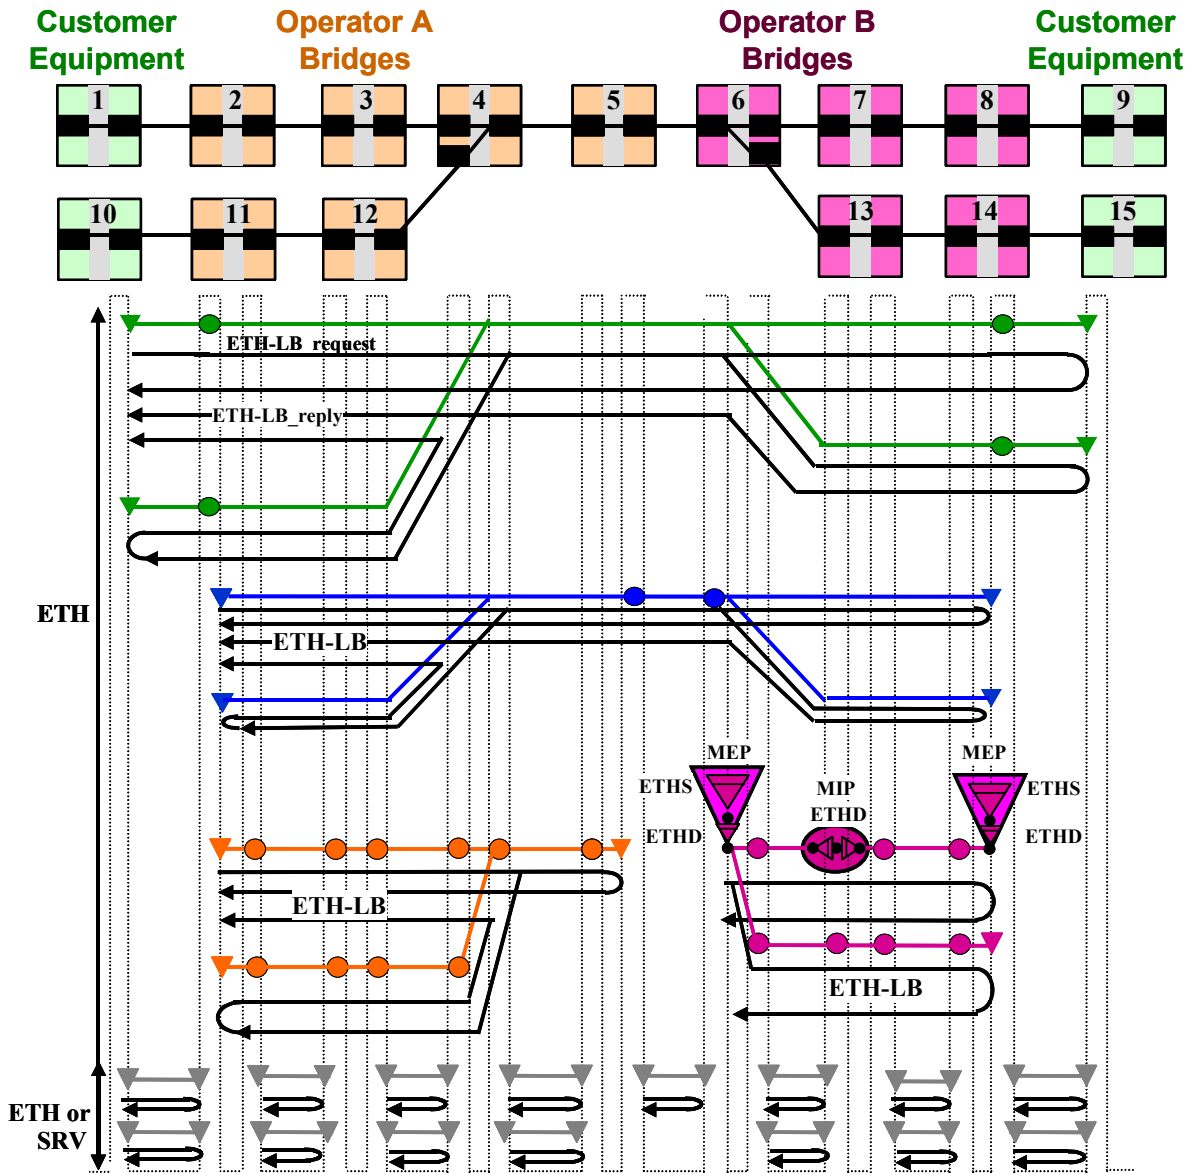 Customer
Equipment
Operator A
Bridges
Operator B
Bridges
Customer
Equipment
1
2
3
4
5
6
7
8
9
10
11
12
13
14
15
ETH-LB_request
ETH-LB_reply
ETH
ETH-LB
MEP
MEP
ETHS
MIP
ETHS
ETHD
ETHD
ETHD
ETH-LB
ETH-LB
ETH or
SRV